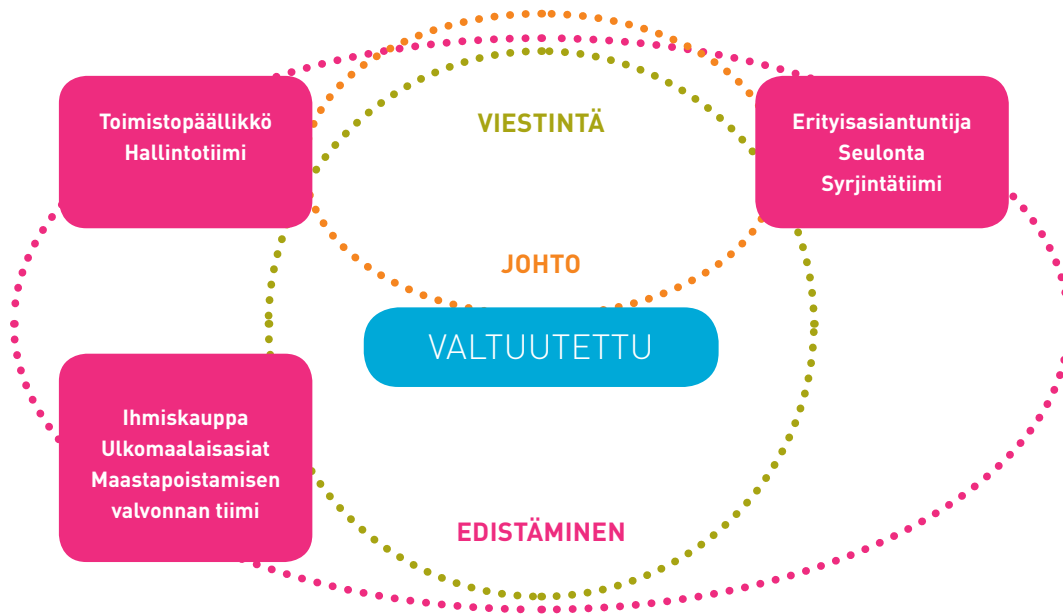 Toimistopäällikkö
Hallintotiimi
VIESTINTÄ
Erityisasiantuntija
Seulonta
Syrjintätiimi
JOHTO
VALTUUTETTU
Ihmiskauppa
Ulkomaalaisasiat
Maastapoistamisen
valvonnan tiimi
EDISTÄMINEN